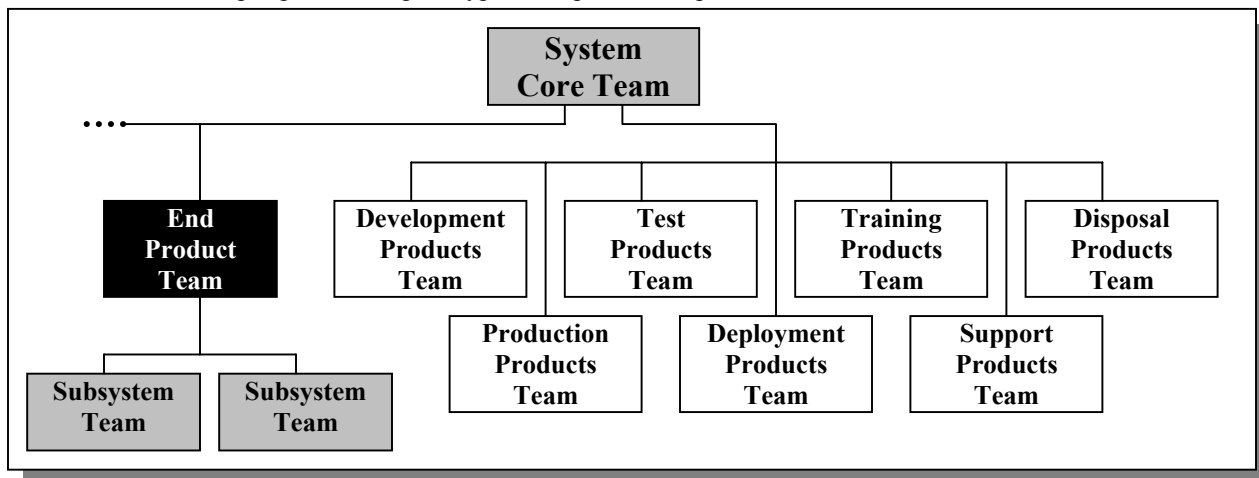 System
Core Team
End
Product
Team
Development
Products
Team
Test
Products
Team
Training
Products
Team
Disposal
Products
Team
Production
Products
Team
Deployment
Products
Team
Support
Products
Team
Subsystem
Team
Subsystem
Team